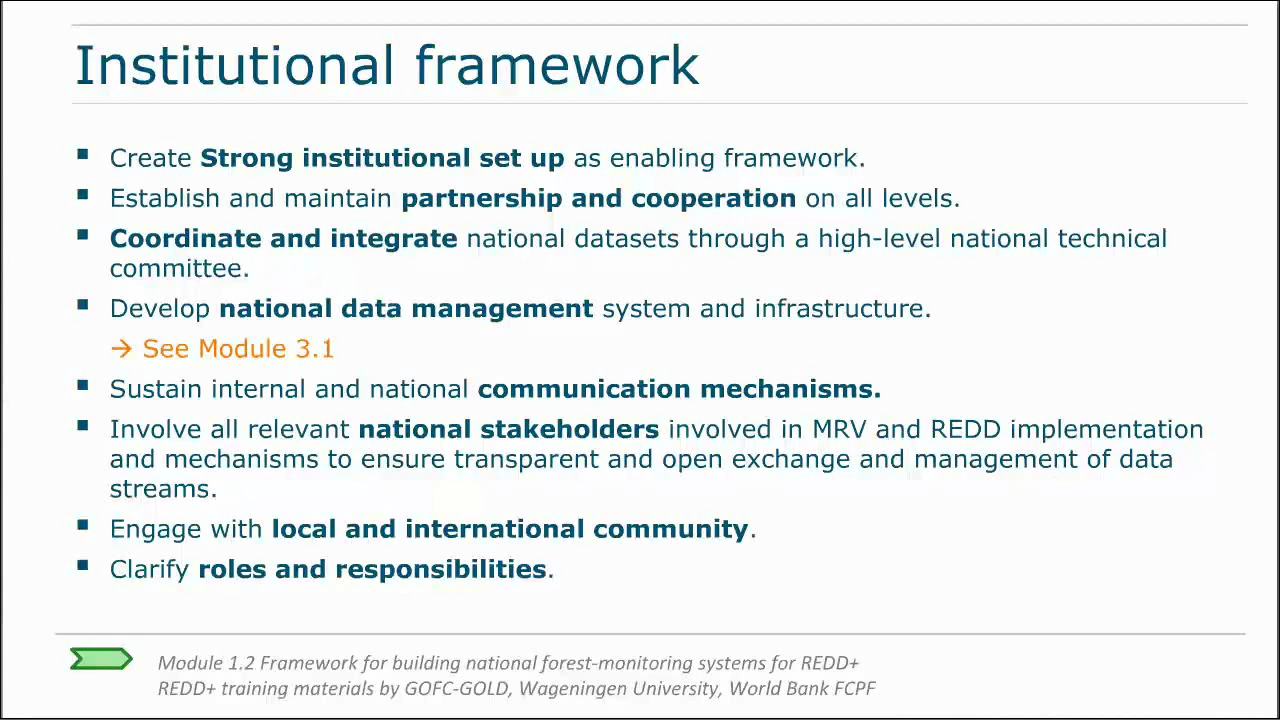 Institutional framework
▪ Create Strong institutional set up as enabling framework.
▪ Establish and maintain partnership and cooperation on all levels.
▪ Coordinate and integrate national datasets through a high-level national technical
committee.
▪ Develop national data management system and infrastructure.
→ See Module 3.1
▪ Sustain internal and national communication mechanisms.
▪ Involve all relevant national stakeholders involved in MRV and REDD implementation
and mechanisms to ensure transparent and open exchange and management of data
streams.
▪ Engage with local and international community.
▪ Clarify roles and responsibilities.
Module 1.2 Framework for building national forest-monitoring systems for REDD+
REDD+ training materials by GOFC-GOLD, Wageningen University, World Bank FCPF